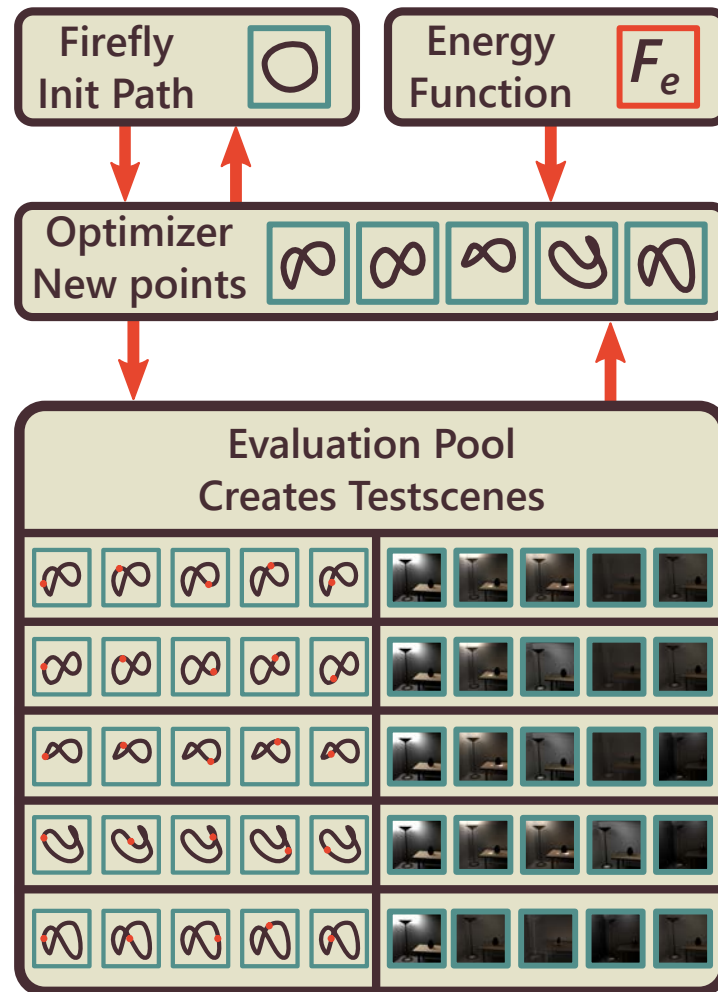 Firefly
Init Path
Energy
Function
Fe
Optimizer
New points
Evaluation Pool
Creates Testscenes